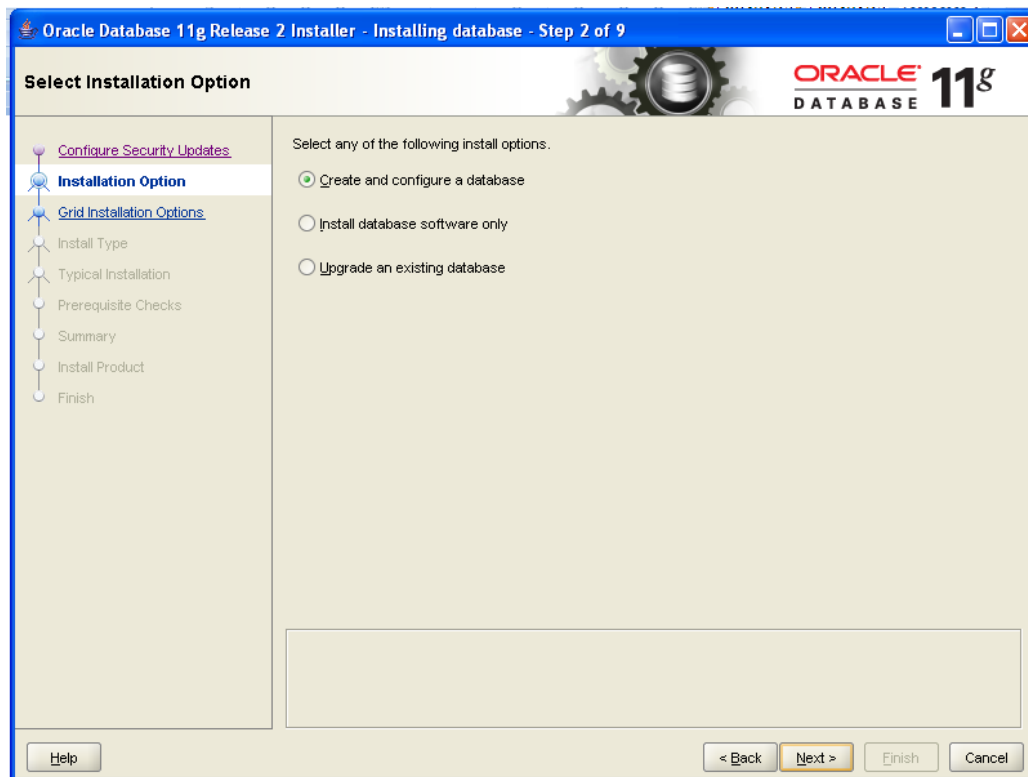 Oracle Database 11g Release 2 Installer - Installing database - Step 2 of 9
Select Installation Option
ORACLE
DATABASE
11g
Configure Security Updates
Installation Option
Grid Installation Options
Install Type
Typical Installation
Prerequisite Checks
Summary
Install Product
Finish
Select any of the following install options.
Create and configure a database
Install database software only
Upgrade an existing database
Help
< Back
Next >
Finish
Cancel